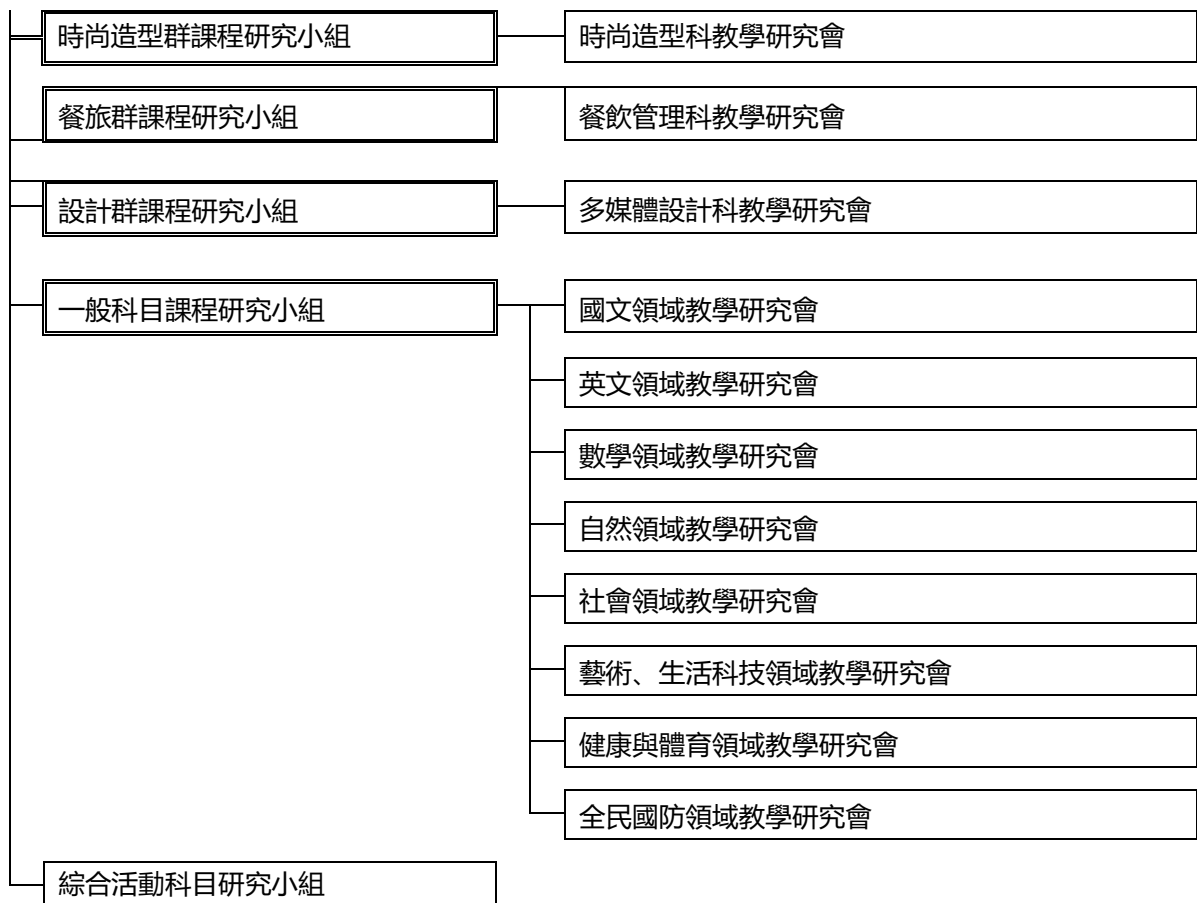 時尚造型群課程研究小組
時尚造型科教學研究會
餐旅群課程研究小組
餐飲管理科教學研究會
設計群課程研究小組
多媒體設計科教學研究會
一般科目課程研究小組
國文領域教學研究會
英文領域教學研究會
數學領域教學研究會
自然領域教學研究會
社會領域教學研究會
藝術、生活科技領域教學研究會
健康與體育領域教學研究會
全民國防領域教學研究會
綜合活動科目研究小組